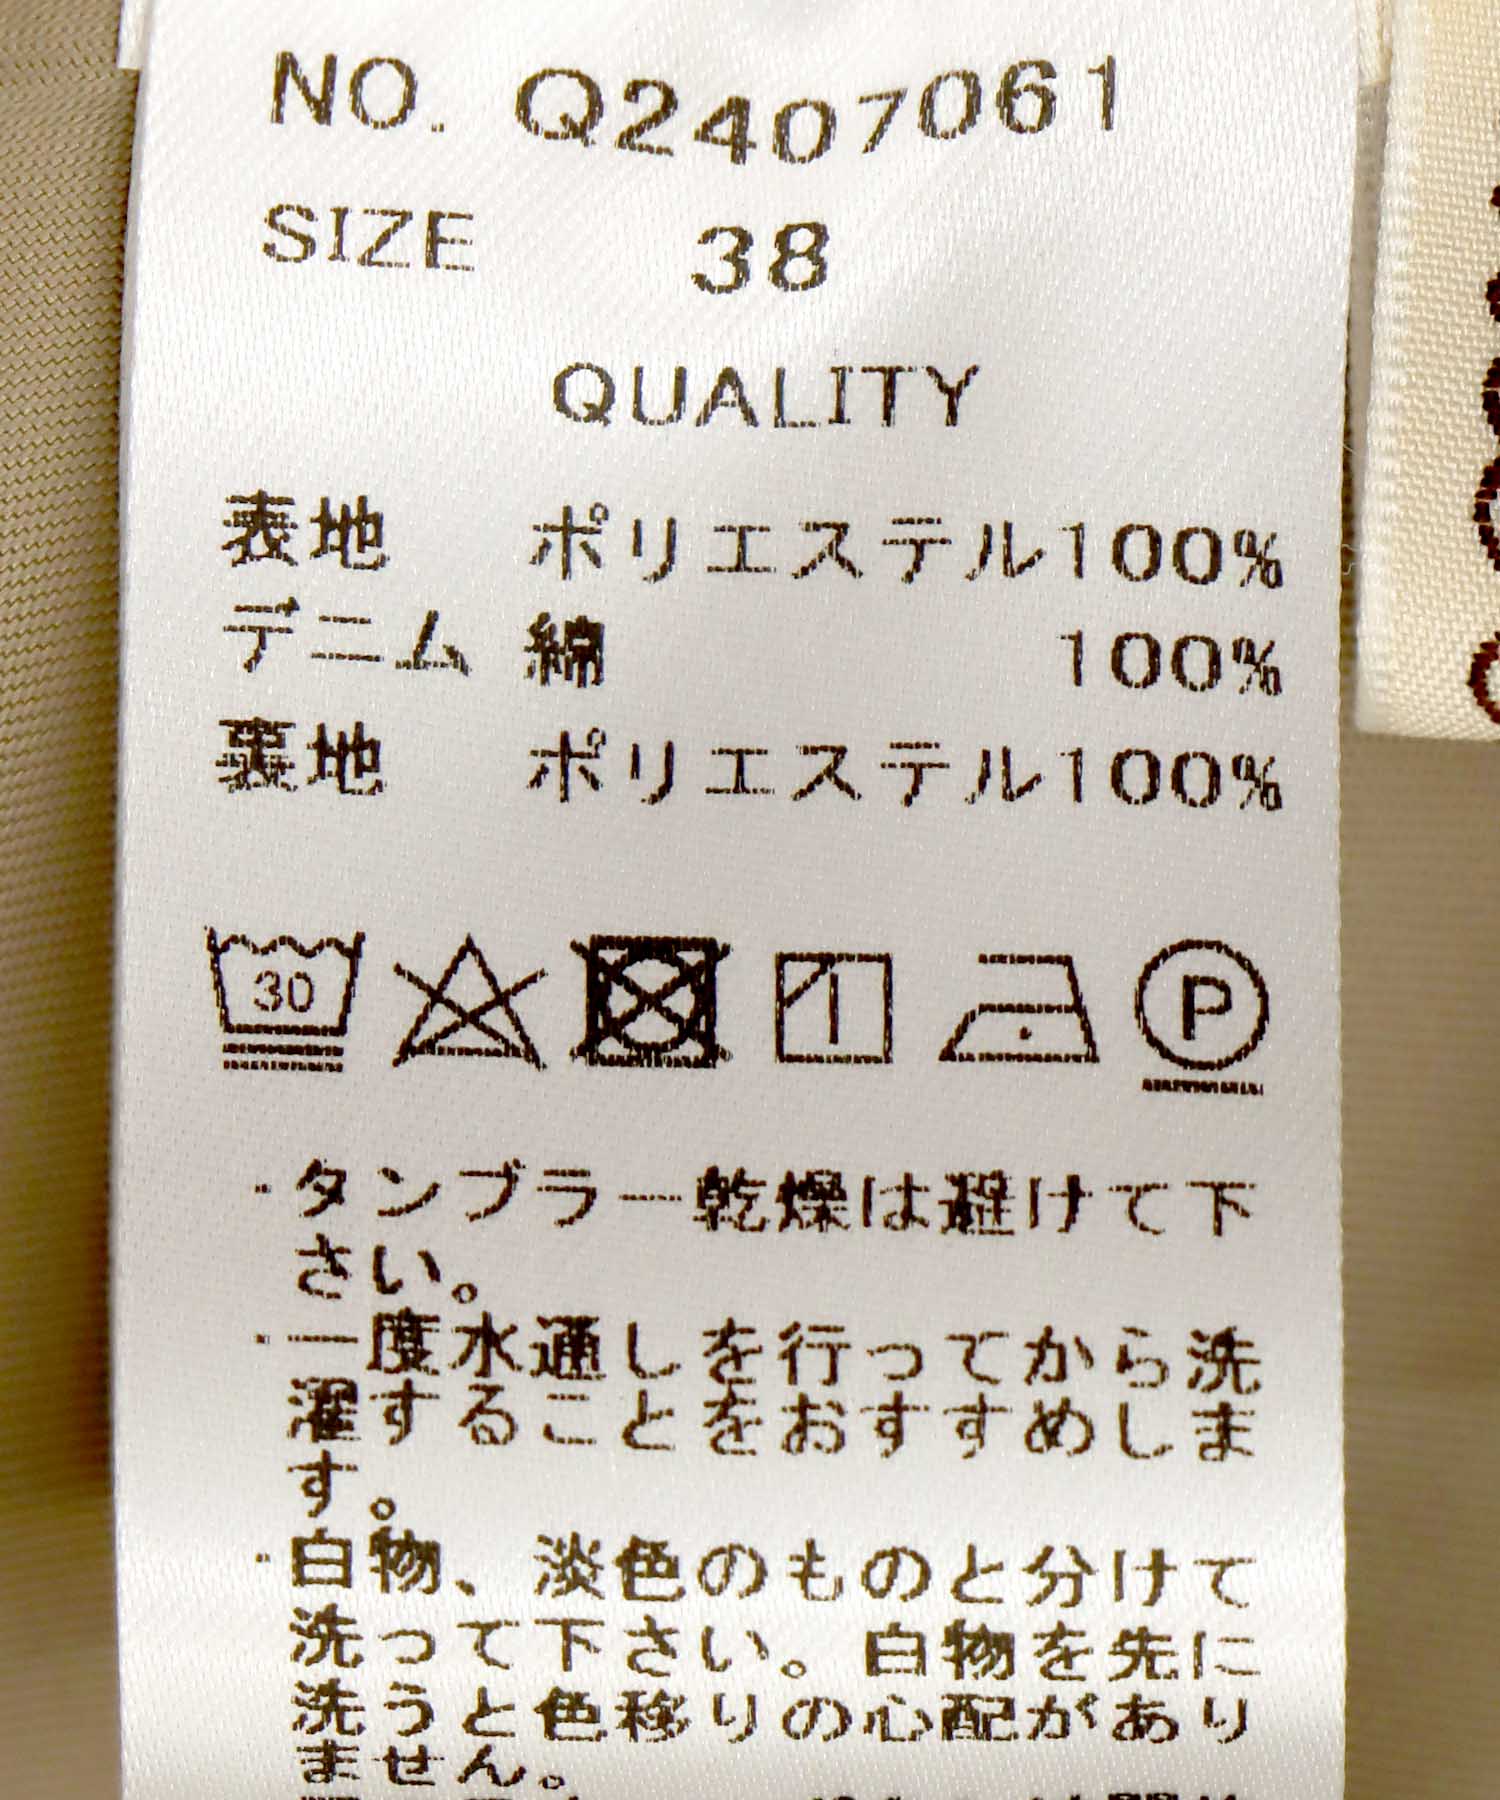 NO. Q2407061
SIZE 38
QUALITY
表地 ポリエステル100%
デニム 綿 100%
裏地 ポリエステル100%
30 P
・タンブラー乾燥は避けて下
さい。
・一度水通しを行ってから洗
濯することをおすすめしま
す。
・白物、淡色のものと分けて
洗って下さい。白物を先に
洗うと色移りの心配があり
ません。